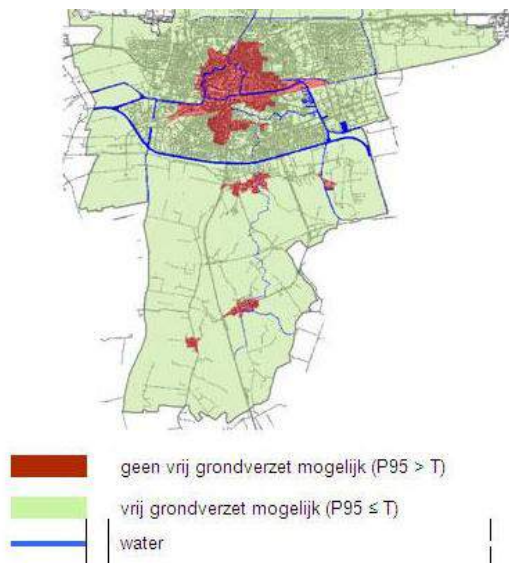 geen vrij grondverzet mogelijk (P95 > T)
vrij grondverzet mogelijk (P95 ≤ T)
water